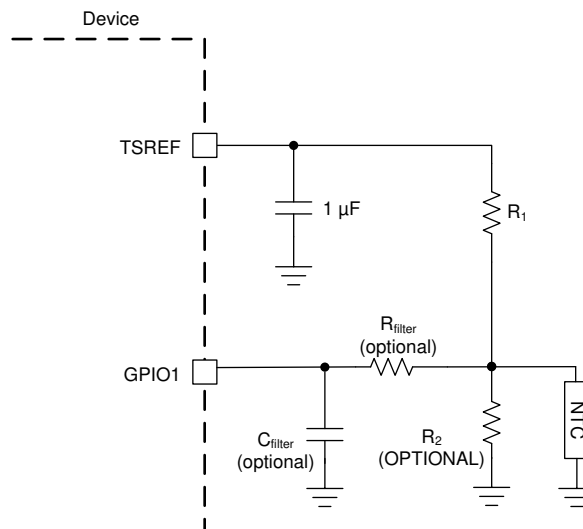 Device
TSREF
1 µF
R1
Rfilter
(optional)
GPIO1
Cfilter
(optional)
R2
(OPTIONAL)
NTC